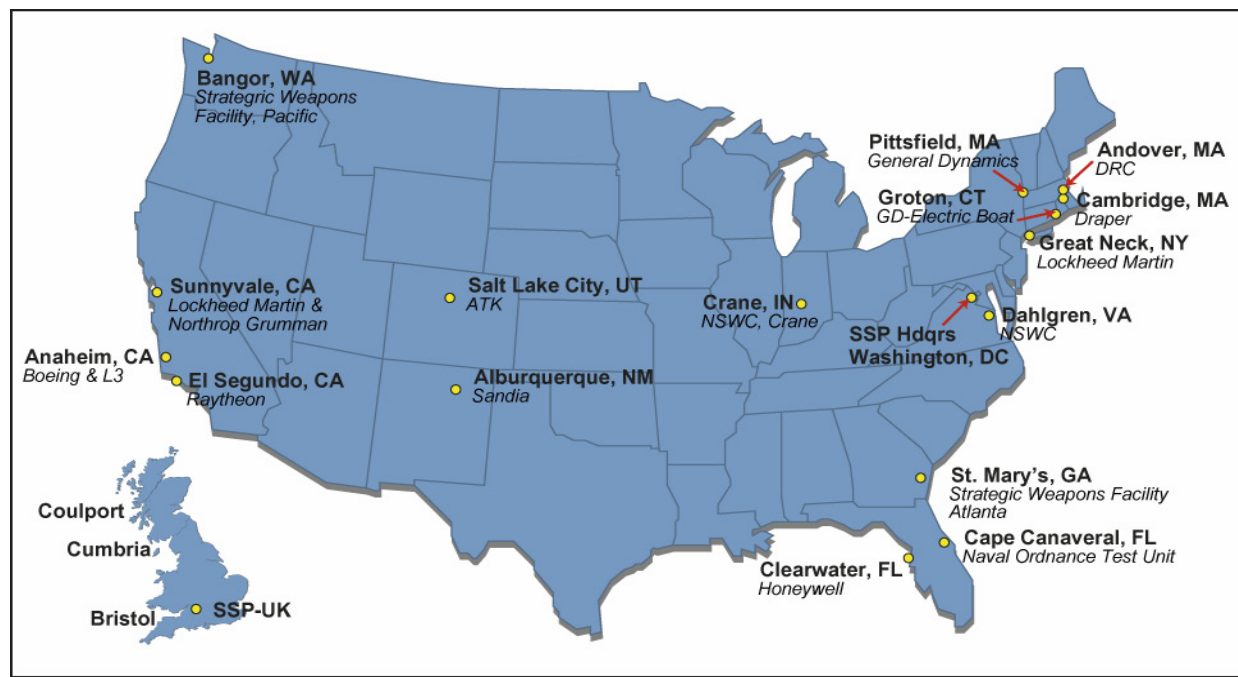 Bangor, WA
Strategric Weapons
Facility, Pacific
Pittsfield, MA
General Dynamics
Andover, MA
DRC
Groton, CT
GD-Electric Boat
Cambridge, MA
Draper
Great Neck, NY
Lockheed Martin
Sunnyvale, CA
Lockheed Martin &
Northrop Grumman
Salt Lake City, UT
ATK
Crane, IN
NSWC, Crane
SSP Hdqrs
Washington, DC
Dahlgren, VA
NSWC
Anaheim, CA
Boeing & L3
El Segundo, CA
Raytheon
Alburquerque, NM
Sandia
St. Mary's, GA
Strategic Weapons Facility
Atlanta
Cape Canaveral, FL
Naval Ordnance Test Unit
Clearwater, FL
Honeywell
Coulport
Cumbria
Bristol
SSP-UK